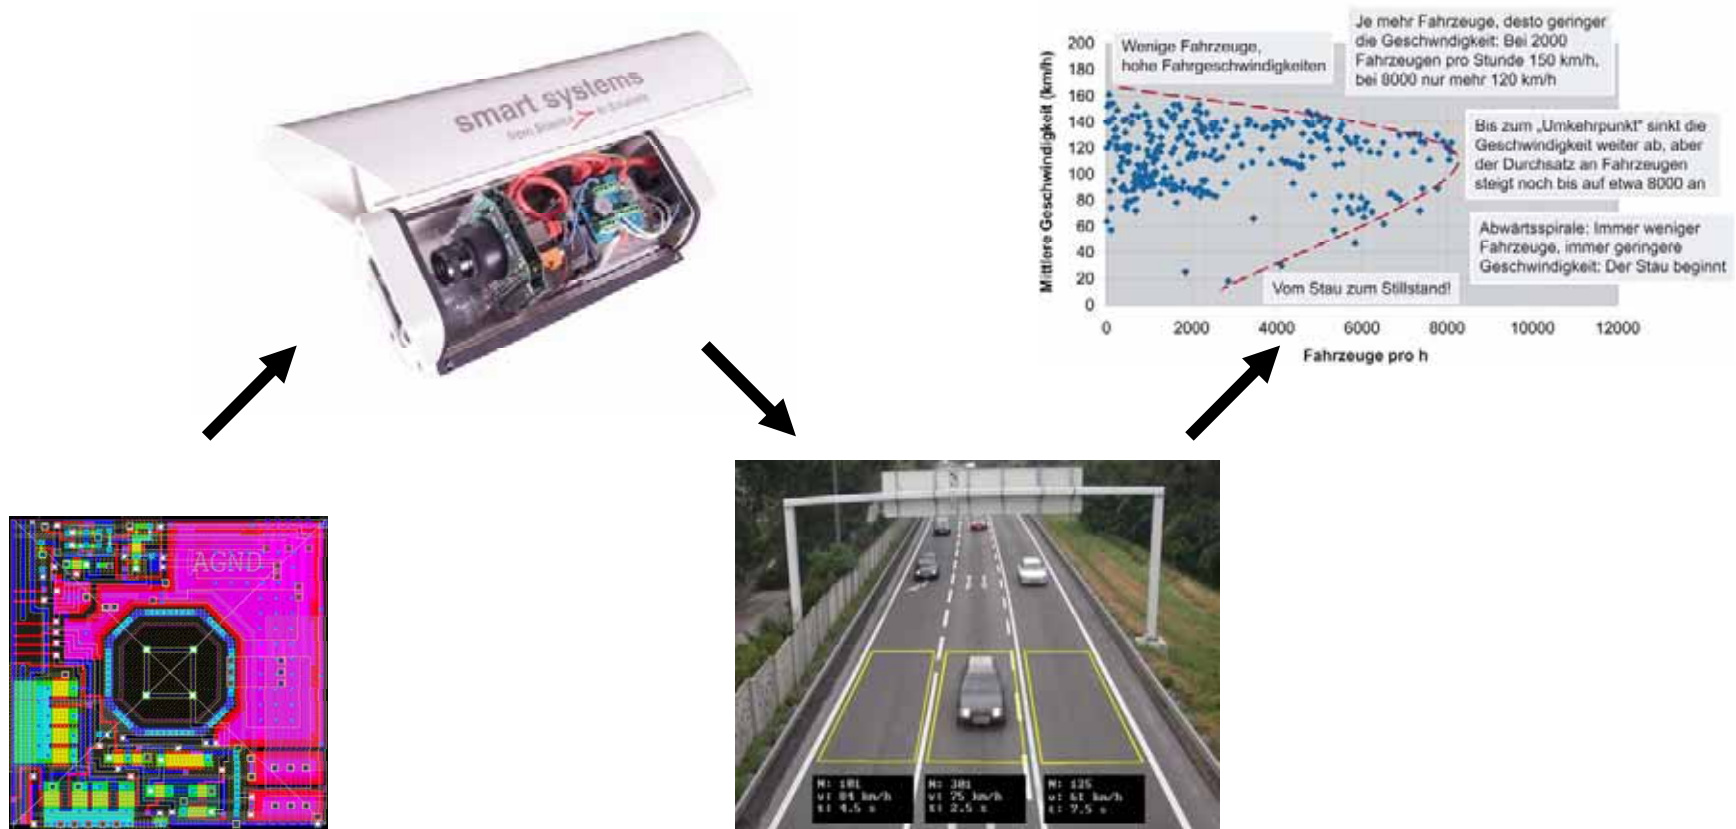 smart systems
from Science
Mittlere Geschwindigkeit (km/h)
200
180
160
140
120
100
80
60
40
20
0
0 2000 4000 6000 8000 10000 12000
Fahrzeuge pro h
Wenige Fahrzeuge,
hohe Fahrgeschwindigkeiten
Je mehr Fahrzeuge, desto geringer
die Geschwndigkeit: Bei 2000
Fahrzeugen pro Stunde 150 km/h,
bei 8000 nur mehr 120 km/h
Bis zum „Umkehrpunkt" sinkt die
Geschwindigkeit weiter ab, aber
der Durchsatz an Fahrzeugen
steigt noch bis auf etwa 8000 an
Abwärtsspirale: Immer weniger
Fahrzeuge, immer geringere
Geschwindigkeit: Der Stau beginnt
Vom Stau zum Stillstand!
AGND
N: 101
v: 84 km/h
t: 4.5 s
N: 301
v: 75 km/h
t: 2.5 s
N: 125
v: 61 km/h
t: 7.5 s